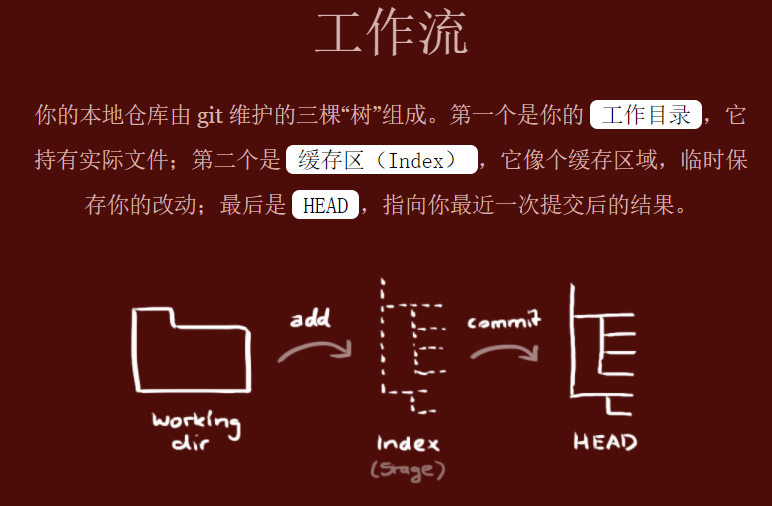 工作流
你的本地仓库由 git 维护的三棵“树”组成。第一个是你的 工作目录，它
持有实际文件；第二个是 缓存区（Index），它像个缓存区域，临时保
存你的改动；最后是 HEAD，指向你最近一次提交后的结果。
add
commit
working
dir
Index
(Stage)
HEAD